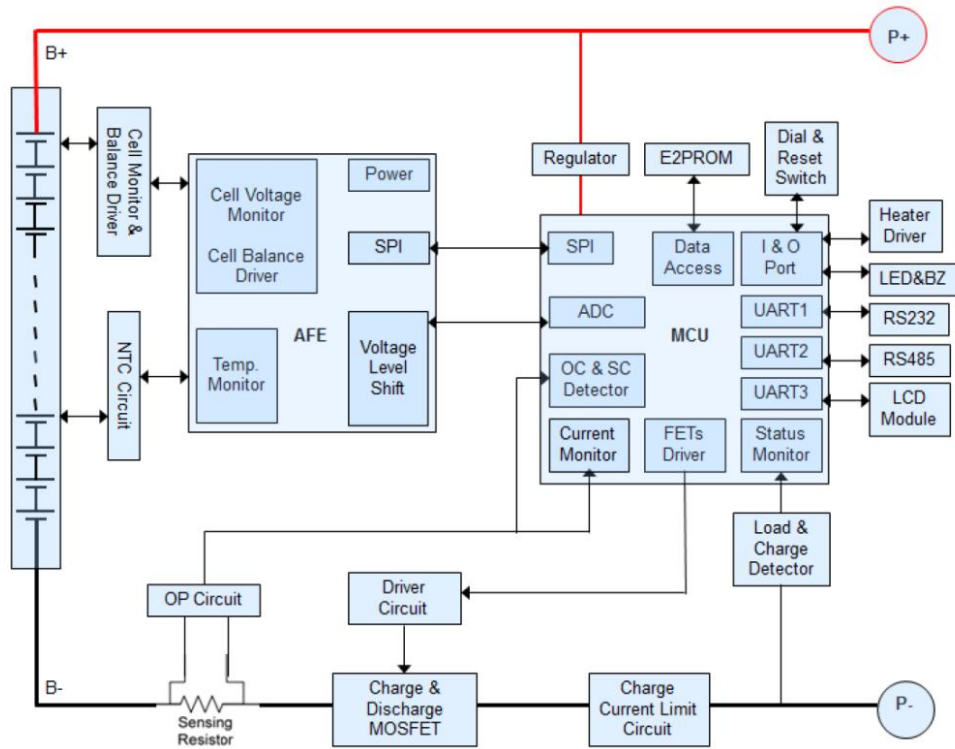 B+
P+
Cell Monitor &
Balance Driver
Regulator
E2PROM
Dial &
Reset
Switch
Cell Voltage
Monitor
Cell Balance
Driver
Power
SPI
AFE
Temp.
Monitor
Voltage
Level
Shift
NTC Circuit
SPI
Data
Access
I & O
Port
ADC
MCU
UART1
OC & SC
Detector
UART2
UART3
Current
Monitor
FETs
Driver
Status
Monitor
Heater
Driver
LED&BZ
RS232
RS485
LCD
Module
Load &
Charge
Detector
OP Circuit
Driver
Circuit
B-
Sensing
Resistor
Charge &
Discharge
MOSFET
Charge
Current Limit
Circuit
P-